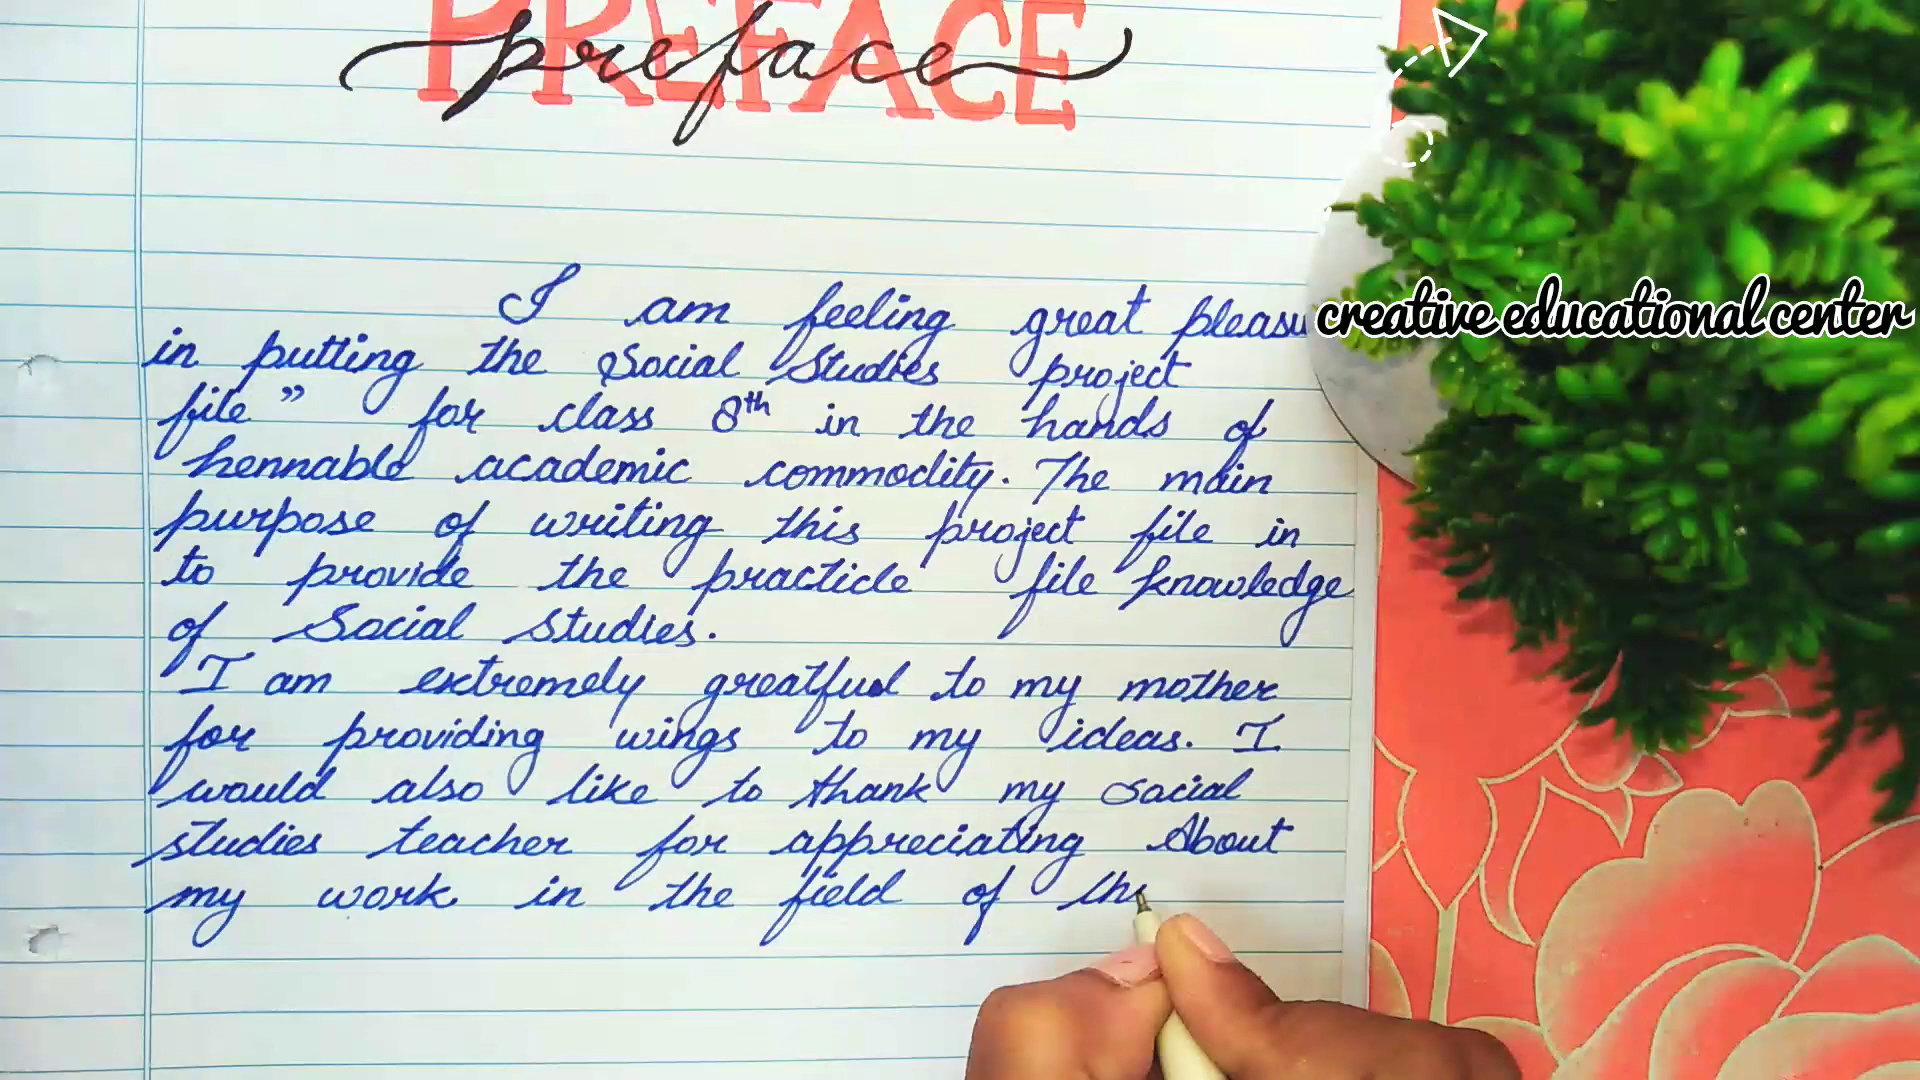 PREFACE
preface
I am feeling great pleasu
creative educational center
in putting the Social Studies project
file" for class 8th in the hands of
hennable academic commodity. The main
purpose of writing this project file in
to provide the practicle file knowledge
of Social Studies.
I am extremely greatful to my mother
for providing wings to my ideas. I
would also like to thank my social
studies teacher for appreciating About
my work in the field of the